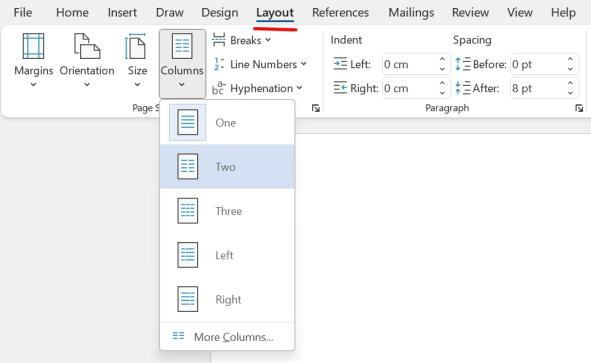 File Home Insert Draw Design Layout References Mailings Review View Help
Breaks Indent Spacing
Line Numbers Left: 0 cm Before: 0 pt
Margins Orientation Size Columns
Hyphenation Right: 0 cm After: 8 pt
Page S Paragraph
One
Two
Three
Left
Right
More Columns...